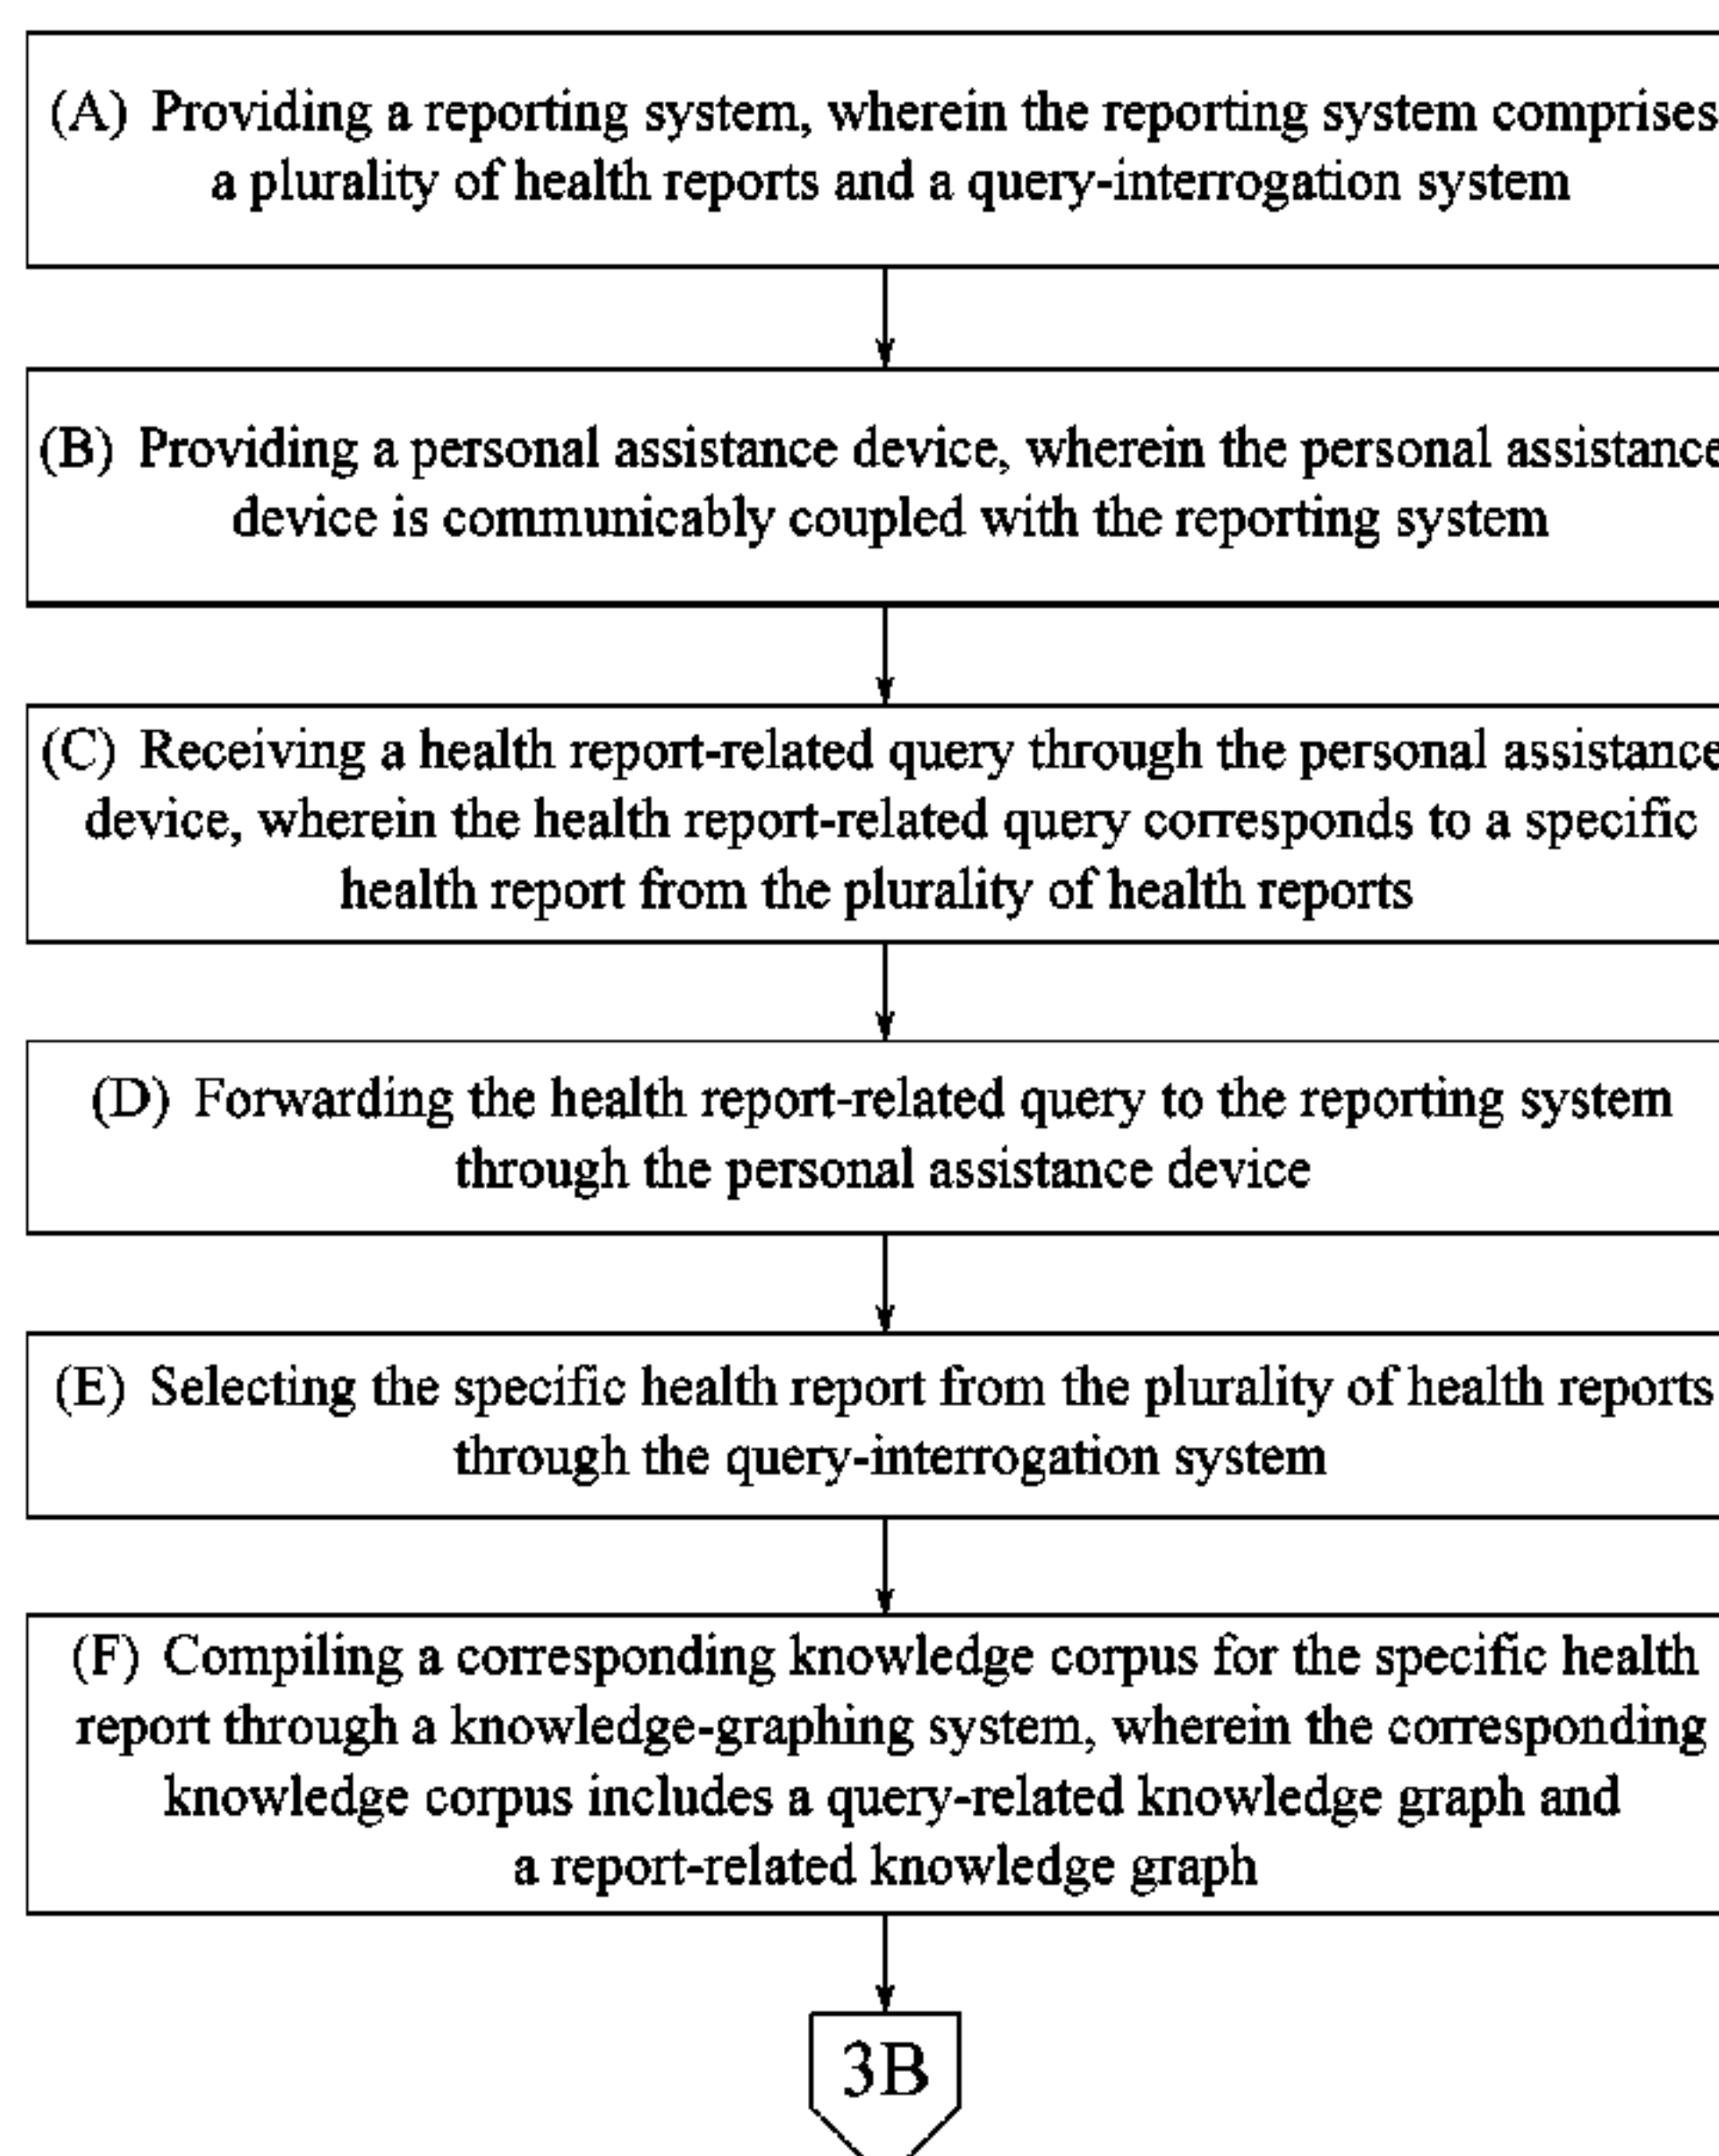 (A) Providing a reporting system, wherein the reporting system comprises
a plurality of health reports and a query-interrogation system
(B) Providing a personal assistance device, wherein the personal assistance
device is communicably coupled with the reporting system
(C) Receiving a health report-related query through the personal assistance
device, wherein the health report-related query corresponds to a specific
health report from the plurality of health reports
(D) Forwarding the health report-related query to the reporting system
through the personal assistance device
(E) Selecting the specific health report from the plurality of health reports
through the query-interrogation system
(F) Compiling a corresponding knowledge corpus for the specific health
report through a knowledge-graphing system, wherein the corresponding
knowledge corpus includes a query-related knowledge graph and
a report-related knowledge graph
3B